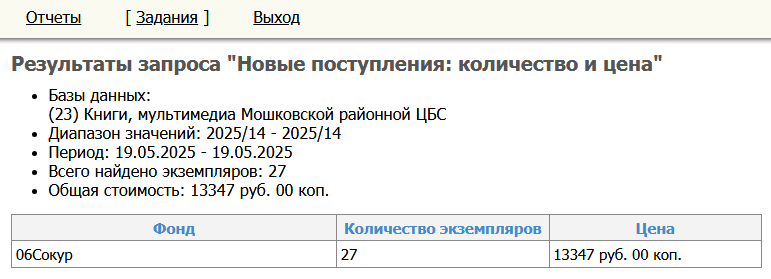 Отчеты [ Задания ] Выход
Результаты запроса "Новые поступления: количество и цена"
• Базы данных:
(23) Книги, мультимедиа Мошковской районной ЦБС
• Диапазон значений: 2025/14 - 2025/14
• Период: 19.05.2025 - 19.05.2025
• Всего найдено экземпляров: 27
• Общая стоимость: 13347 руб. 00 коп.
Фонд Количество экземпляров Цена
06Сокур 27 13347 руб. 00 коп.